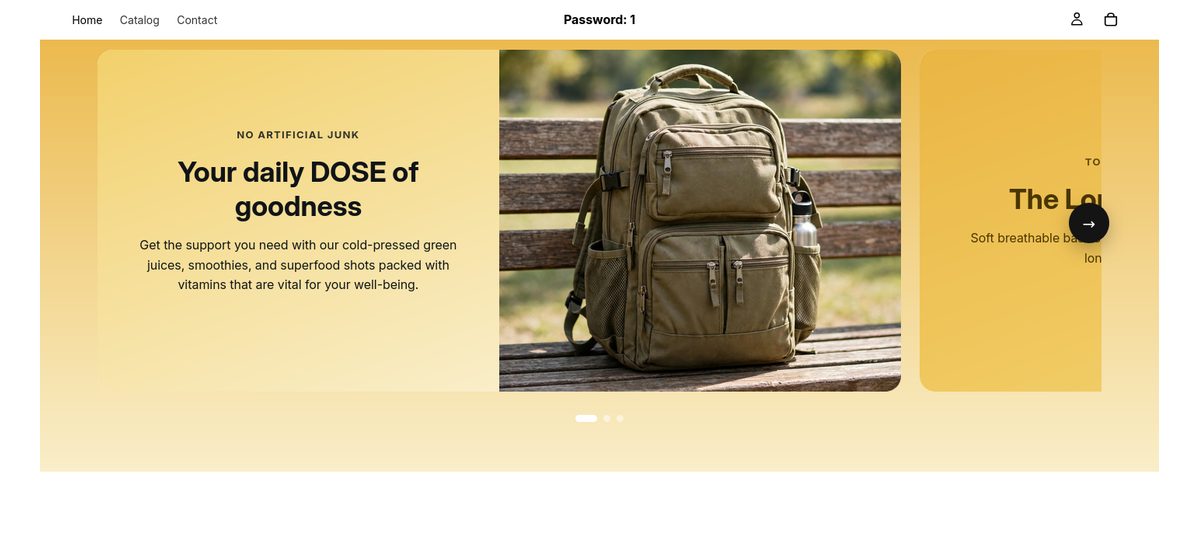 Home Catalog Contact Password: 1
NO ARTIFICIAL JUNK
Your daily DOSE of
goodness
Get the support you need with our cold-pressed green
juices, smoothies, and superfood shots packed with
vitamins that are vital for your well-being.
TO
The Lo
Soft breathable
lon